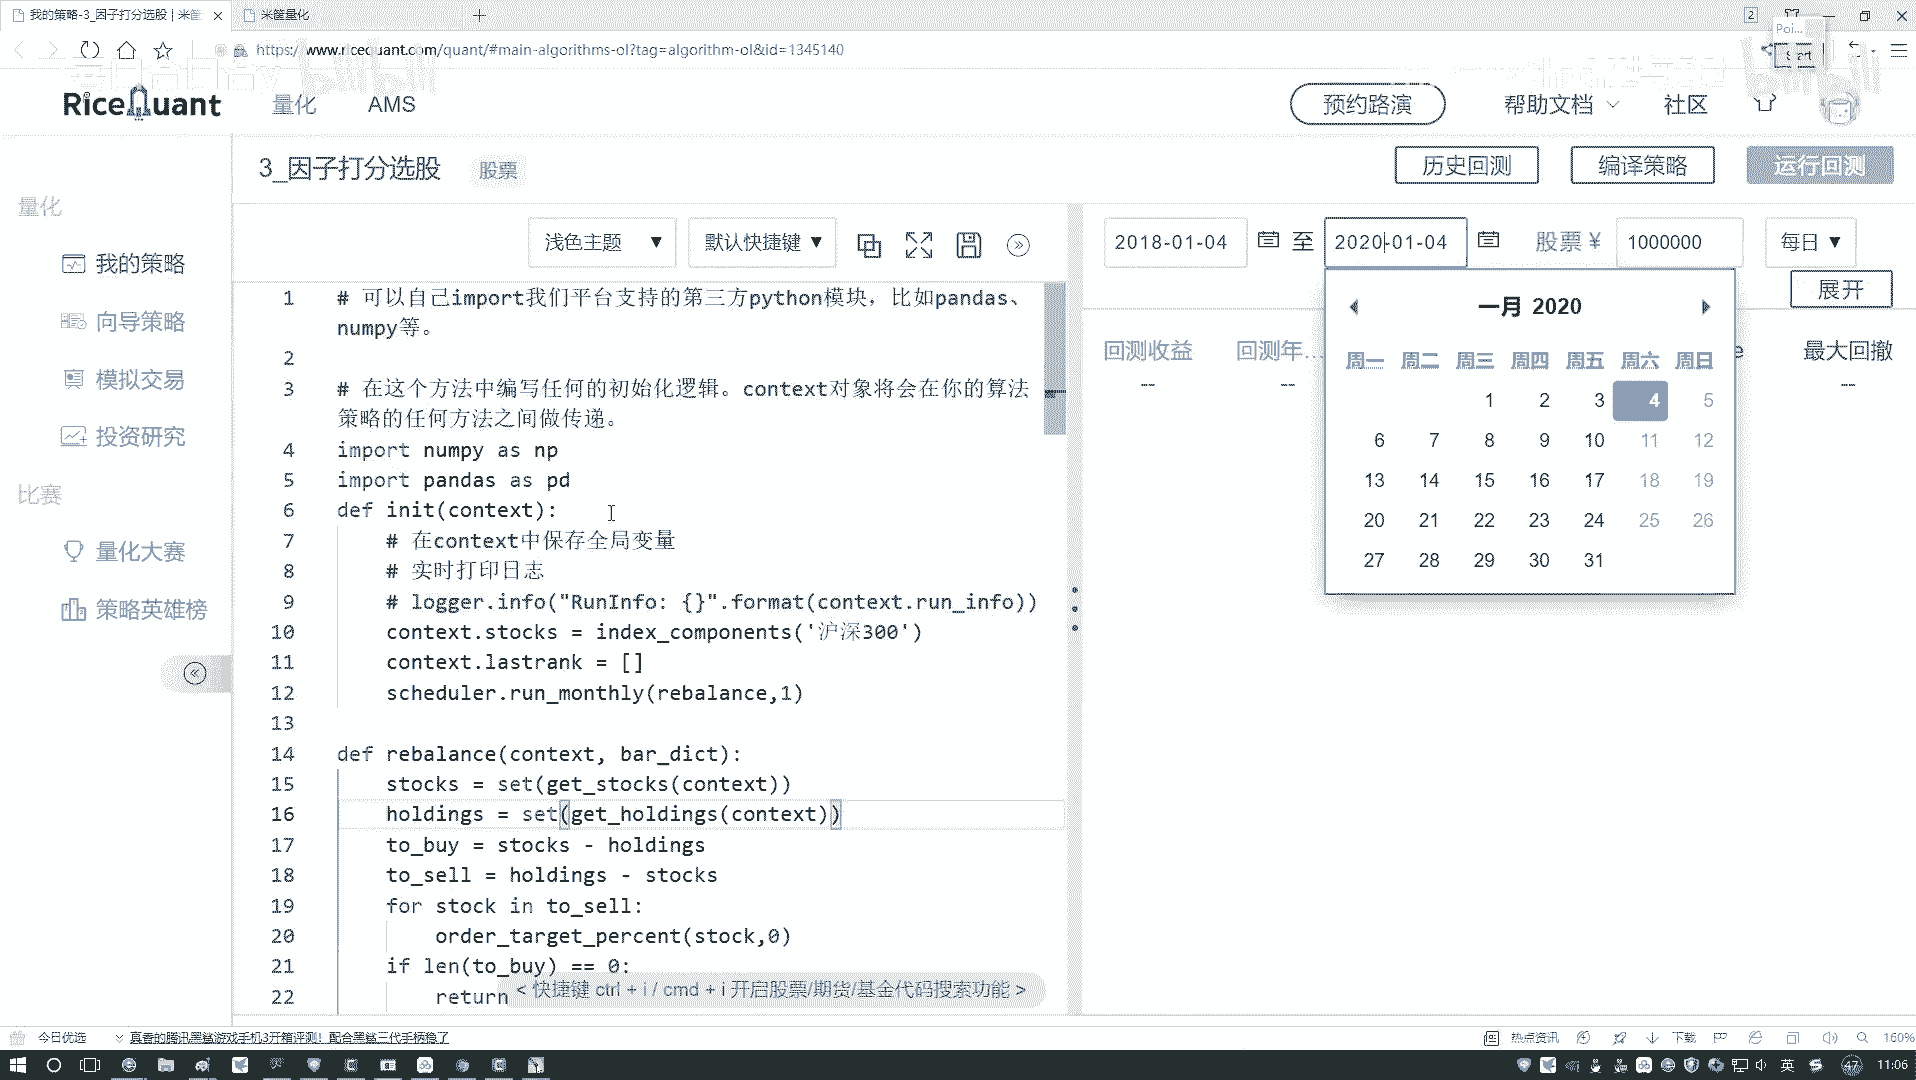 我的策略-3_因子打分选股 | 米筐
米筐量化
2
Poi...
https://www.ricequant.com/quant/#main-algorithms-ol?tag=algorithm-ol&id=1345140
RiceQuant
量化
AMS
预约路演
帮助文档
社区
3_因子打分选股
股票
历史回测
编译策略
运行回测
量化
我的策略
向导策略
模拟交易
投资研究
比赛
量化大赛
策略英雄榜
浅色主题 ▼
默认快捷键 ▼
1 # 可以自己import我们平台支持的第三方python模块，比如pandas、
numpy等。
2
3 # 在这个方法中编写任何的初始化逻辑。context对象将会在你的算法
策略的任何方法之间做传递。
4 import numpy as np
5 import pandas as pd
6 def init(context):
7 # 在context中保存全局变量
8 # 实时打印日志
9 # logger.info("RunInfo: {}".format(context.run_info))
10 context.stocks = index_components('沪深300')
11 context.lastrank = []
12 scheduler.run_monthly(rebalance,1)
13
14 def rebalance(context, bar_dict):
15 stocks = set(get_stocks(context))
16 holdings = set(get_holdings(context))
17 to_buy = stocks - holdings
18 to_sell = holdings - stocks
19 for stock in to_sell:
20 order_target_percent(stock,0)
21 if len(to_buy) == 0:
22 return
< 快捷键 ctrl + i / cmd + i 开启股票/期货/基金代码搜索功能 >
2018-01-04 至 2020-01-04 股票 ¥ 1000000 每日 ▼
展开
回测收益
--
回测年...
--
e
最大回撤
--
一月 2020
周一 周二 周三 周四 周五 周六 周日
1 2 3 4 5
6 7 8 9 10 11 12
13 14 15 16 17 18 19
20 21 22 23 24 25 26
27 28 29 30 31
今日优选
真香的腾讯黑鲨游戏手机3开箱评测！配合黑鲨三代手柄稳了
热点资讯
下载
160%
英
47
11:06